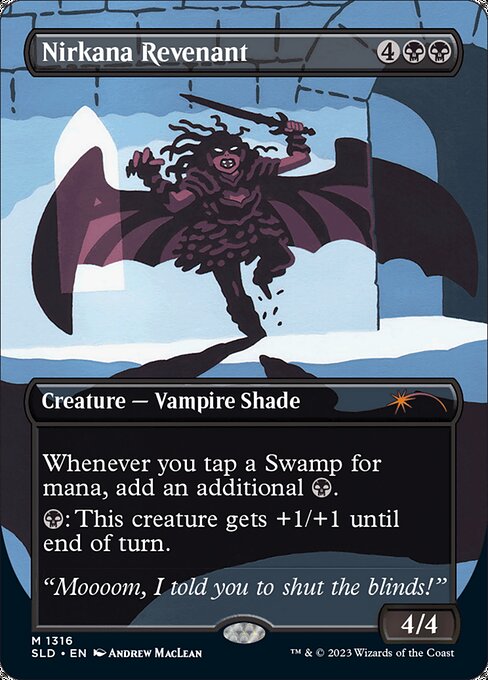 Nirkana Revenant 4
Creature — Vampire Shade
Whenever you tap a Swamp for
mana, add an additional .
: This creature gets +1/+1 until
end of turn.
“Moooom, I told you to shut the blinds!”
4/4
M 1316
SLD • EN Andrew MacLean
™ & © 2023 Wizards of the Coast